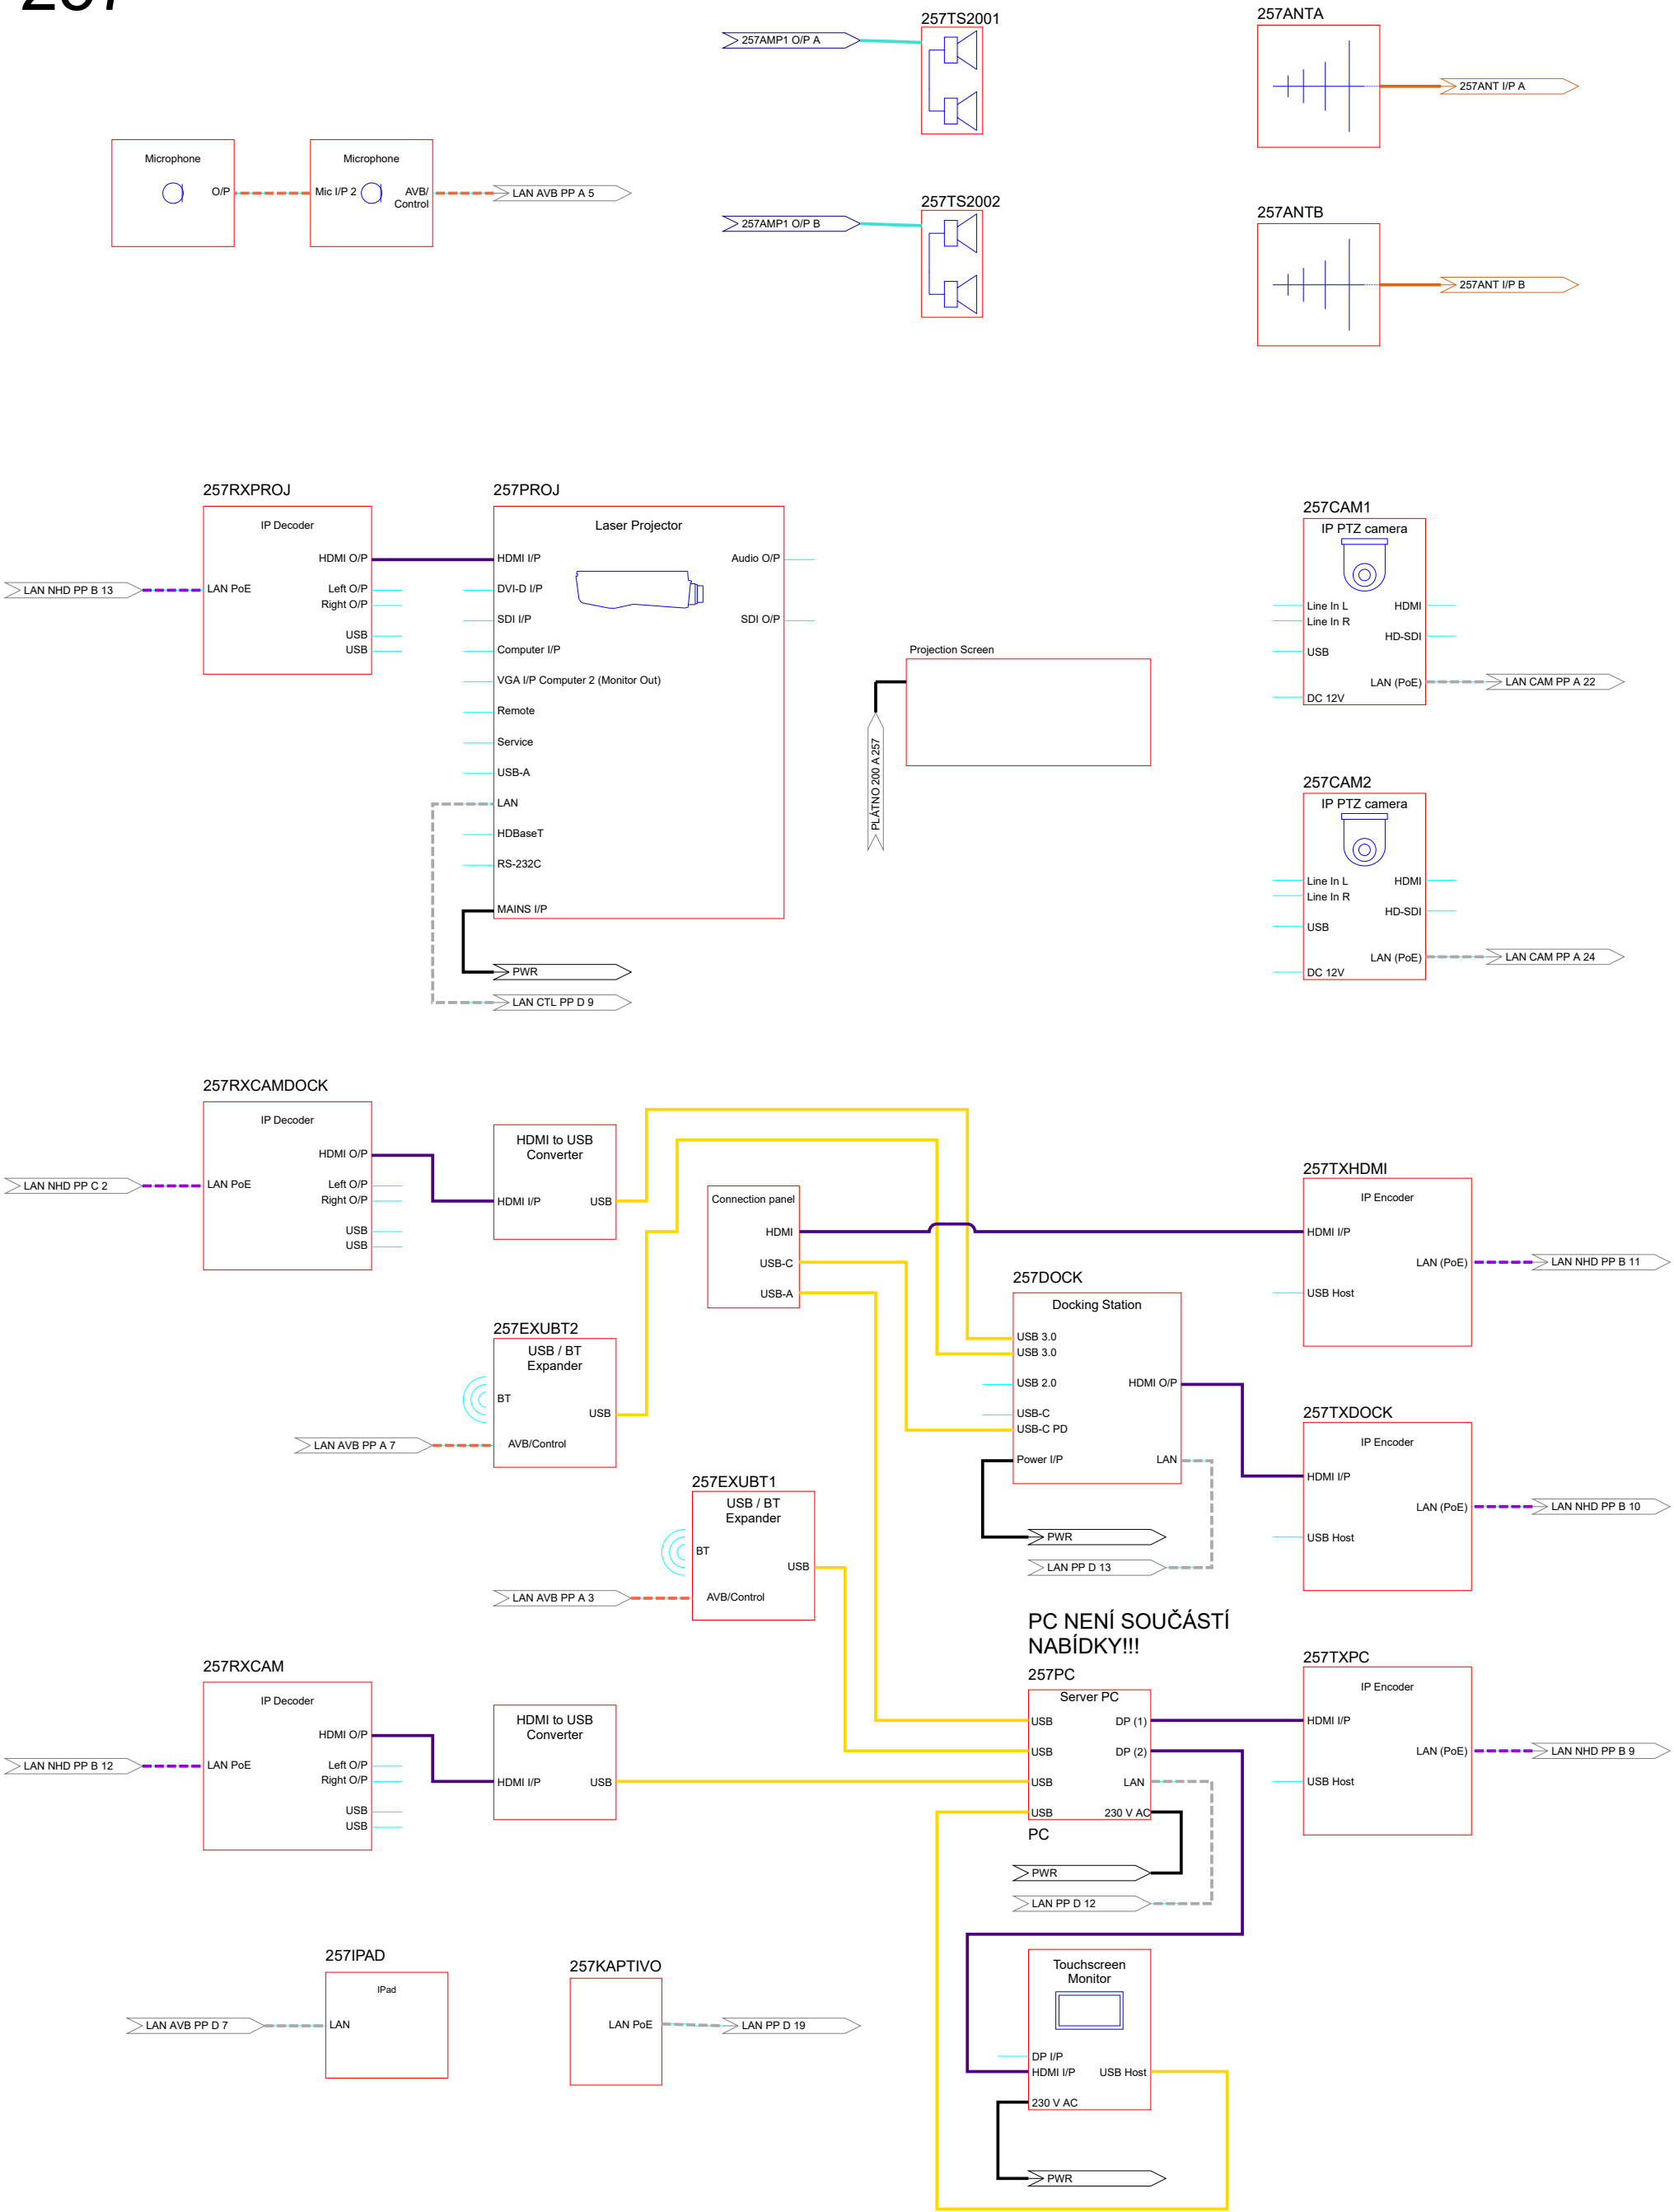 257
257TS2001
257AMP1 O/P A
257ANTA
257ANT I/P A
Microphone
O/P
Microphone
Mic I/P 2
AVB/
Control
LAN AVB PP A 5
257TS2002
257AMP1 O/P B
257ANTB
257ANT I/P B
257RXPROJ
IP Decoder
HDMI O/P
LAN NHD PP B 13
LAN PoE
Left O/P
Right O/P
USB
USB
257PROJ
Laser Projector
HDMI I/P
Audio O/P
DVI-D I/P
SDI I/P
SDI O/P
Computer I/P
VGA I/P Computer 2 (Monitor Out)
Remote
Service
USB-A
LAN
HDBaseT
RS-232C
MAINS I/P
PWR
LAN CTL PP D 9
Projection Screen
PLÁTNO 200 A 257
257CAM1
IP PTZ camera
Line In L
HDMI
Line In R
HD-SDI
USB
LAN (PoE)
LAN CAM PP A 22
DC 12V
257CAM2
IP PTZ camera
Line In L
HDMI
Line In R
HD-SDI
USB
LAN (PoE)
LAN CAM PP A 24
DC 12V
257RXCAMDOCK
IP Decoder
HDMI O/P
LAN NHD PP C 2
LAN PoE
Left O/P
Right O/P
USB
USB
HDMI to USB
Converter
HDMI I/P
USB
Connection panel
HDMI
USB-C
USB-A
257TXHDMI
IP Encoder
HDMI I/P
LAN (PoE)
LAN NHD PP B 11
USB Host
257EXUBT2
USB / BT
Expander
BT
USB
LAN AVB PP A 7
AVB/Control
257DOCK
Docking Station
USB 3.0
USB 3.0
USB 2.0
HDMI O/P
USB-C
USB-C PD
Power I/P
LAN
PWR
LAN PP D 13
257TXDOCK
IP Encoder
HDMI I/P
LAN (PoE)
LAN NHD PP B 10
USB Host
257EXUBT1
USB / BT
Expander
BT
USB
LAN AVB PP A 3
AVB/Control
PC NENÍ SOUČÁSTÍ
NABÍDKY!!!
257RXCAM
IP Decoder
HDMI O/P
LAN NHD PP B 12
LAN PoE
Left O/P
Right O/P
USB
USB
HDMI to USB
Converter
HDMI I/P
USB
257PC
Server PC
USB
DP (1)
USB
DP (2)
USB
LAN
USB
230 V AC
PC
PWR
LAN PP D 12
257TXPC
IP Encoder
HDMI I/P
LAN (PoE)
LAN NHD PP B 9
USB Host
257IPAD
IPad
LAN AVB PP D 7
LAN
257KAPTIVO
LAN PoE
LAN PP D 19
Touchscreen
Monitor
DP I/P
HDMI I/P
USB Host
230 V AC
PWR